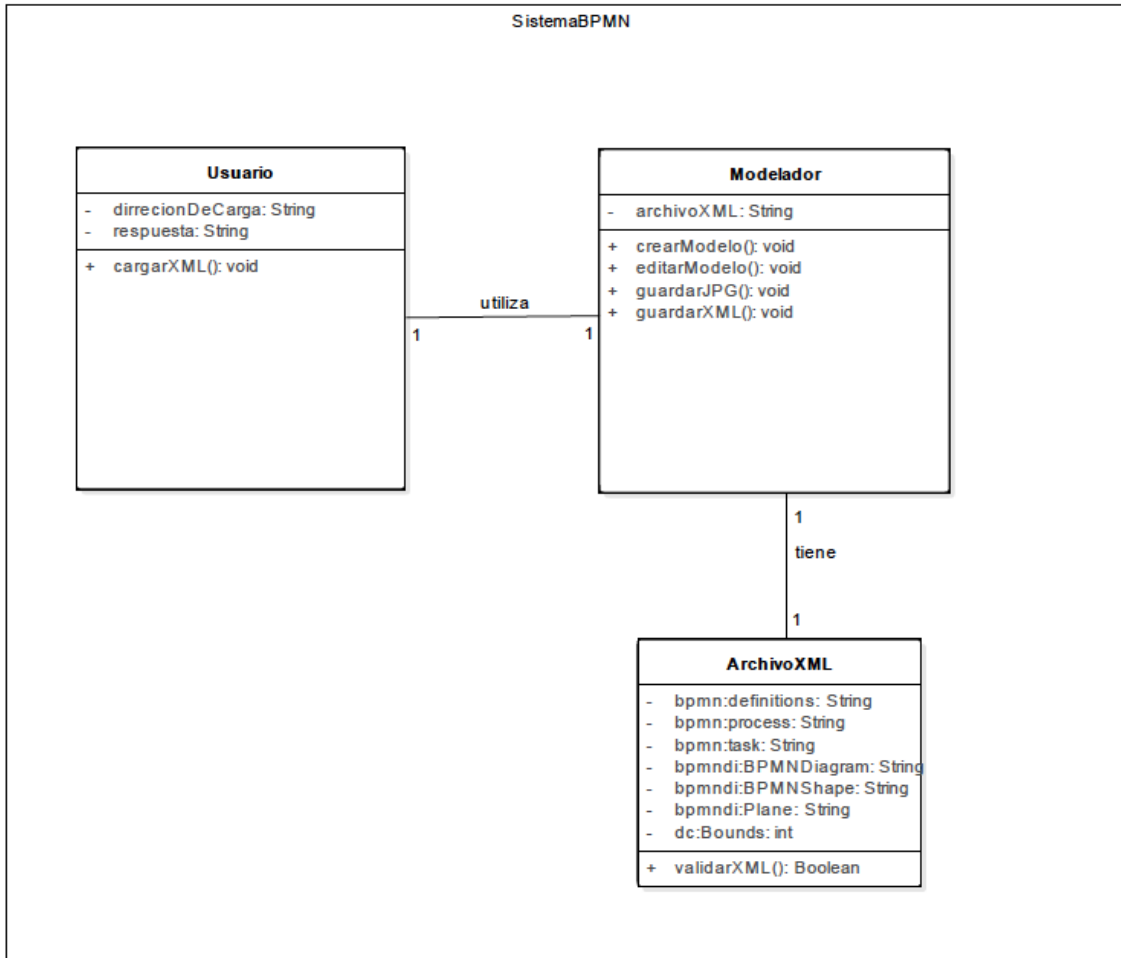 SistemaBPMN
Usuario
- dirrecionDeCarga: String
- respuesta: String
+ cargarXML(): void
utiliza
1
1
Modelador
- archivoXML: String
+ crearModelo(): void
+ editarModelo(): void
+ guardarJPG(): void
+ guardarXML(): void
1
tiene
1
ArchivoXML
- bpmn:definitions: String
- bpmn:process: String
- bpmn:task: String
- bpmndi:BPMNDiagram: String
- bpmndi:BPMNShape: String
- bpmndi:Plane: String
- dc:Bounds: int
+ validarXML(): Boolean